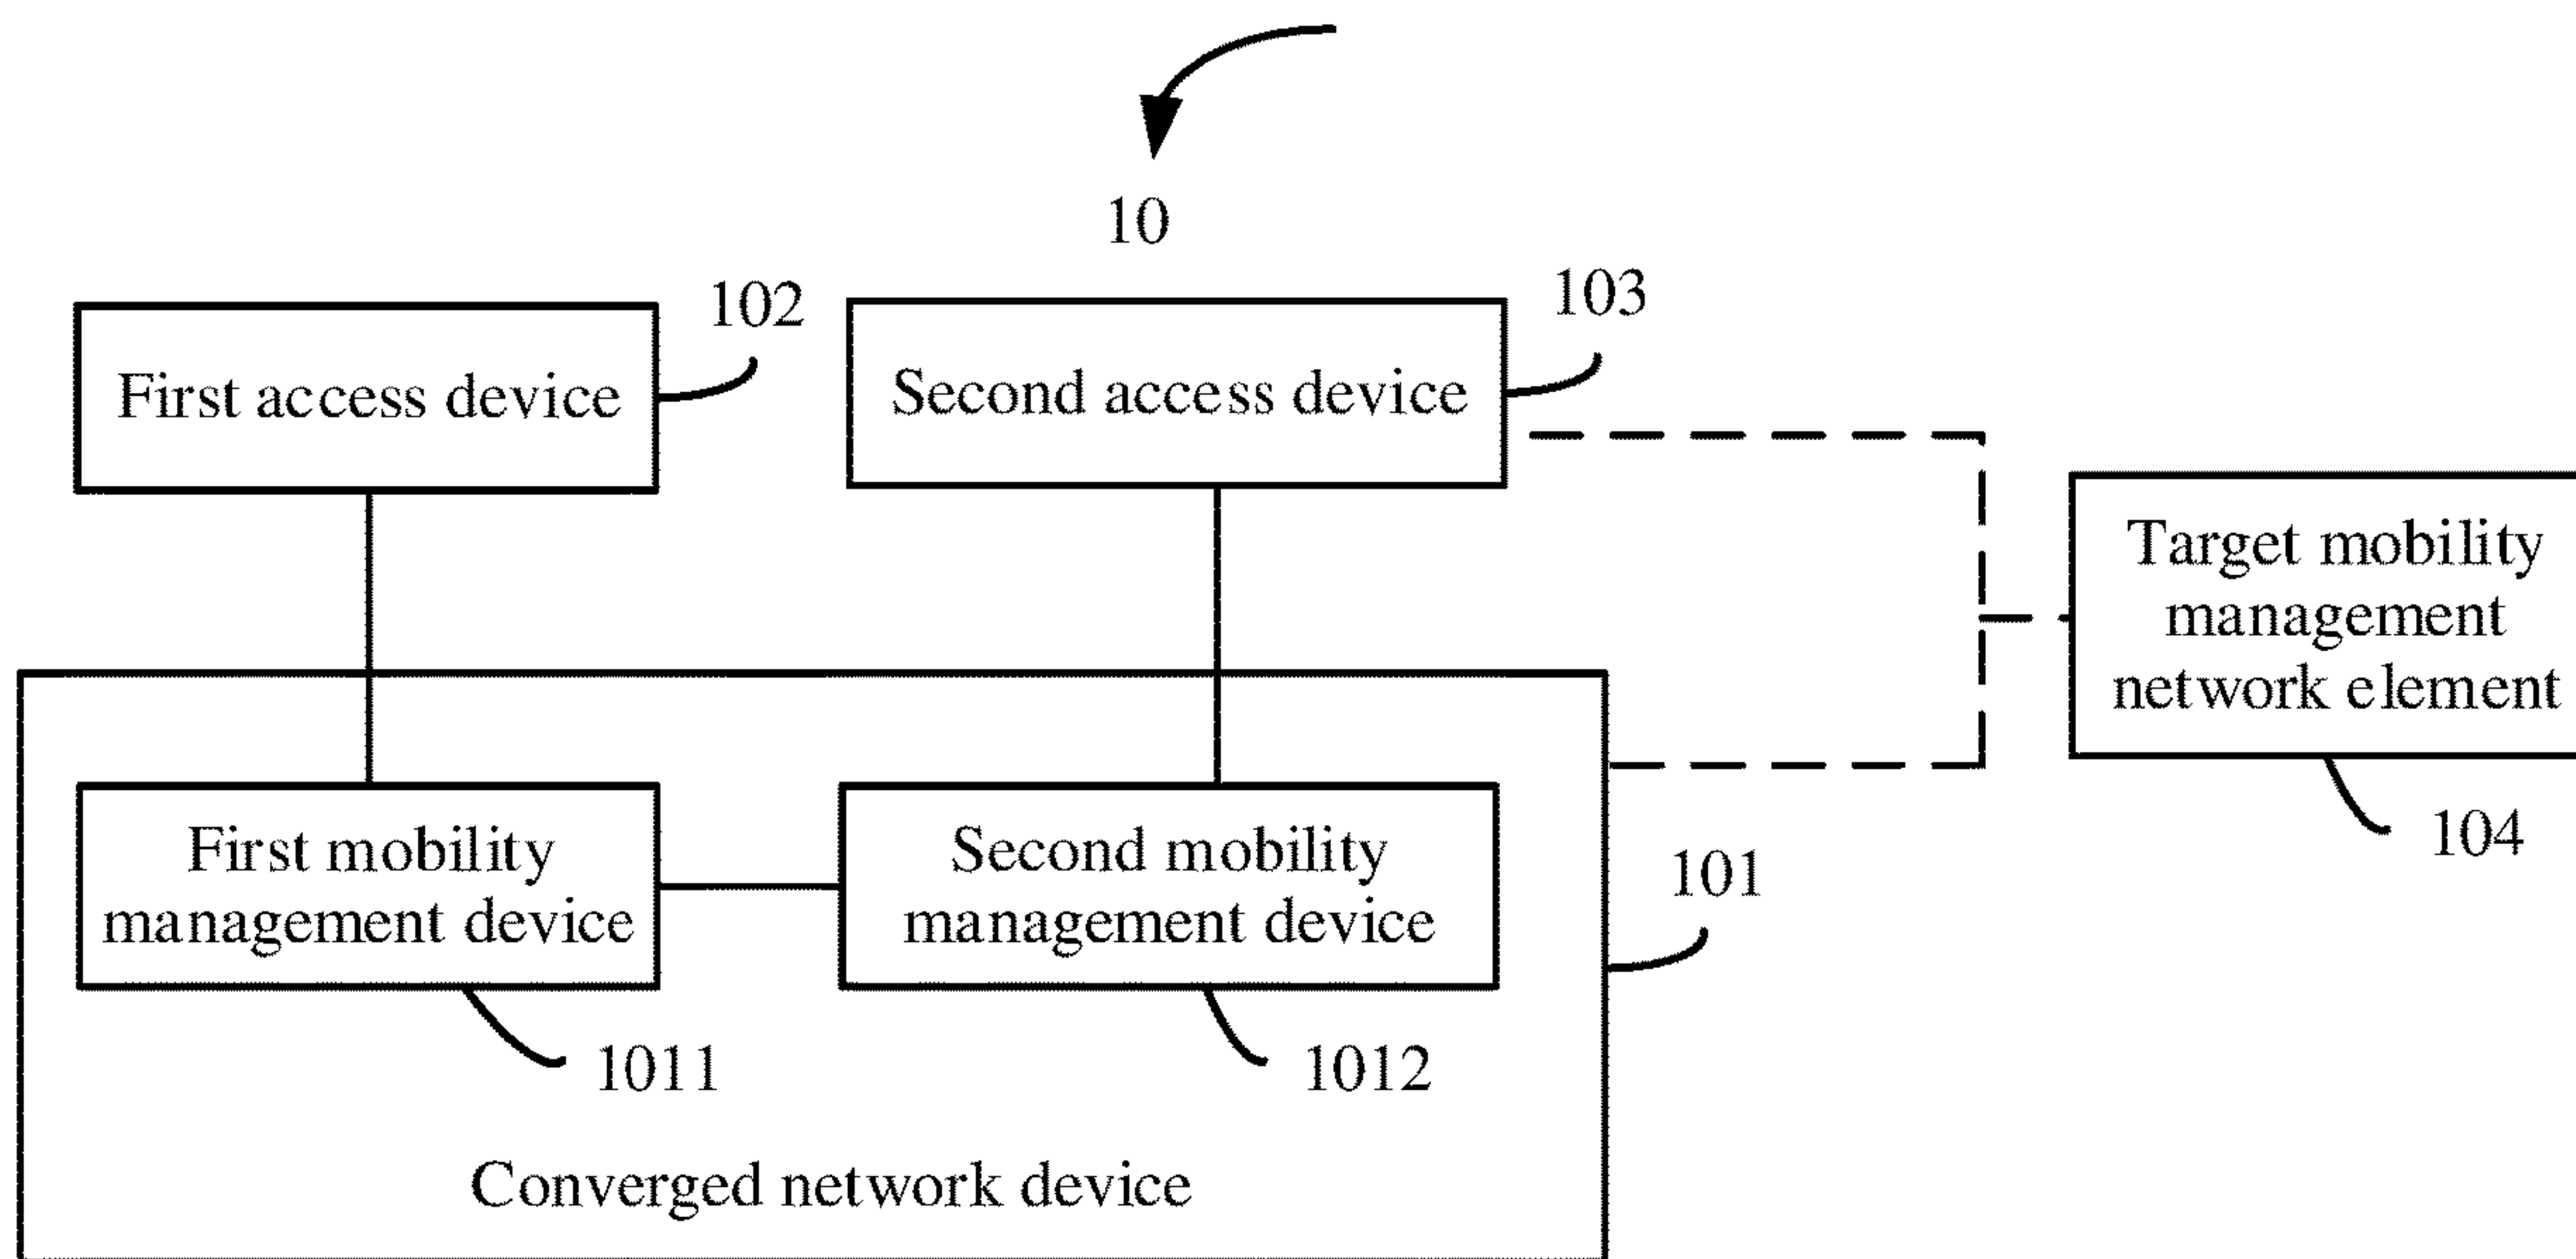 10
102
103
First access device
Second access device
Target mobility
management
network element
104
First mobility
management device
Second mobility
management device
101
1011
1012
Converged network device